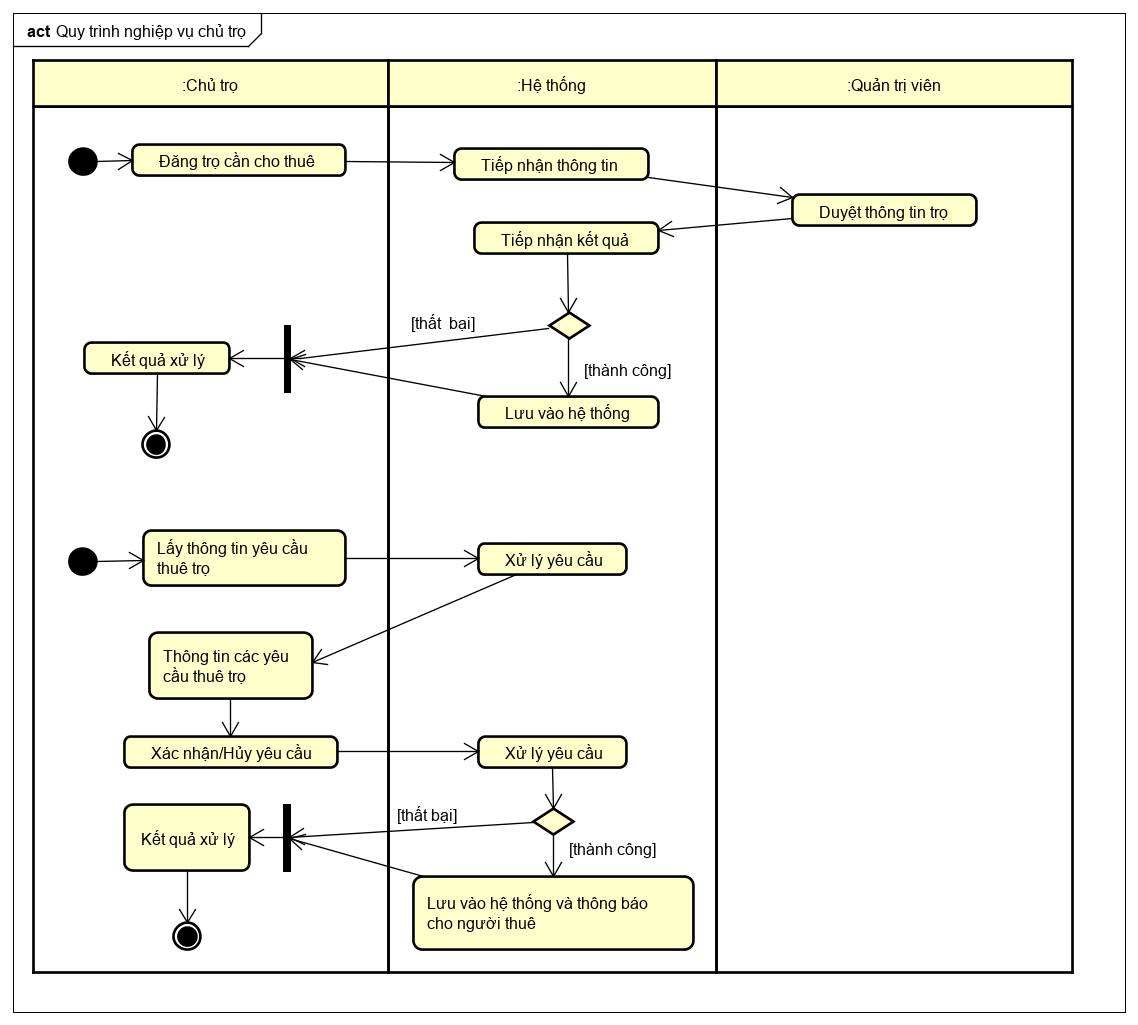 act Quy trình nghiệp vụ chủ trọ
:Chủ trọ
:Hệ thống
:Quản trị viên
Đăng trọ cần cho thuê
Tiếp nhận thông tin
Duyệt thông tin trọ
Tiếp nhận kết quả
[thất  bại]
Kết quả xử lý
[thành công]
Lưu vào hệ thống
Lấy thông tin yêu cầu
thuê trọ
Xử lý yêu cầu
Thông tin các yêu
cầu thuê trọ
Xác nhận/Hủy yêu cầu
Xử lý yêu cầu
[thất bại]
Kết quả xử lý
[thành công]
Lưu vào hệ thống và thông báo
cho người thuê